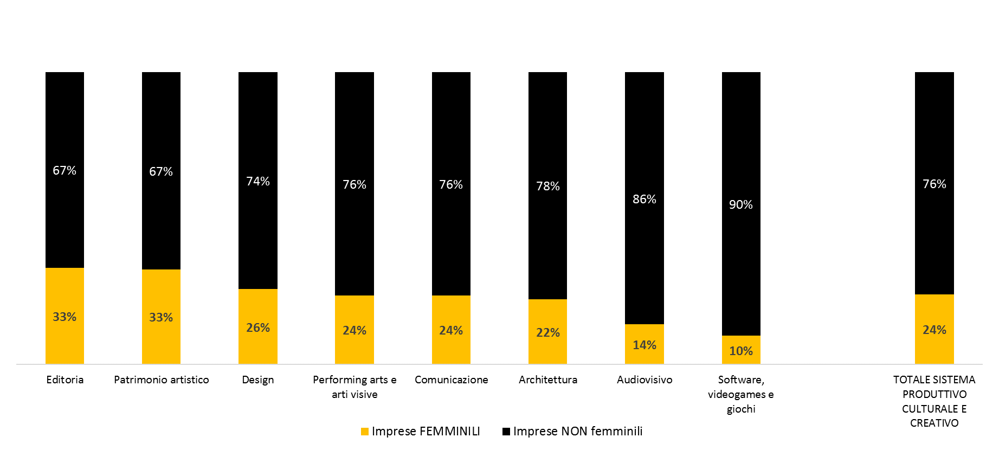 67%
67%
74%
76%
76%
78%
86%
90%
76%
33%
33%
26%
24%
24%
22%
14%
10%
24%
Editoria
Patrimonio artistico
Design
Performing arts e
arti visive
Comunicazione
Architettura
Audiovisivo
Software,
videogames e
giochi
TOTALE SISTEMA
PRODUTTIVO
CULTURALE E
CREATIVO
Imprese FEMMINILI
Imprese NON femminili